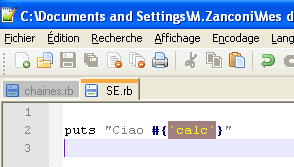 C:\Documents and Settings\M.Zanconi\Mes d
Fichier Édition Recherche Affichage Encodage Langag
chaines.rb SE.rb
1
2 puts "Ciao #{`calc`}"
3